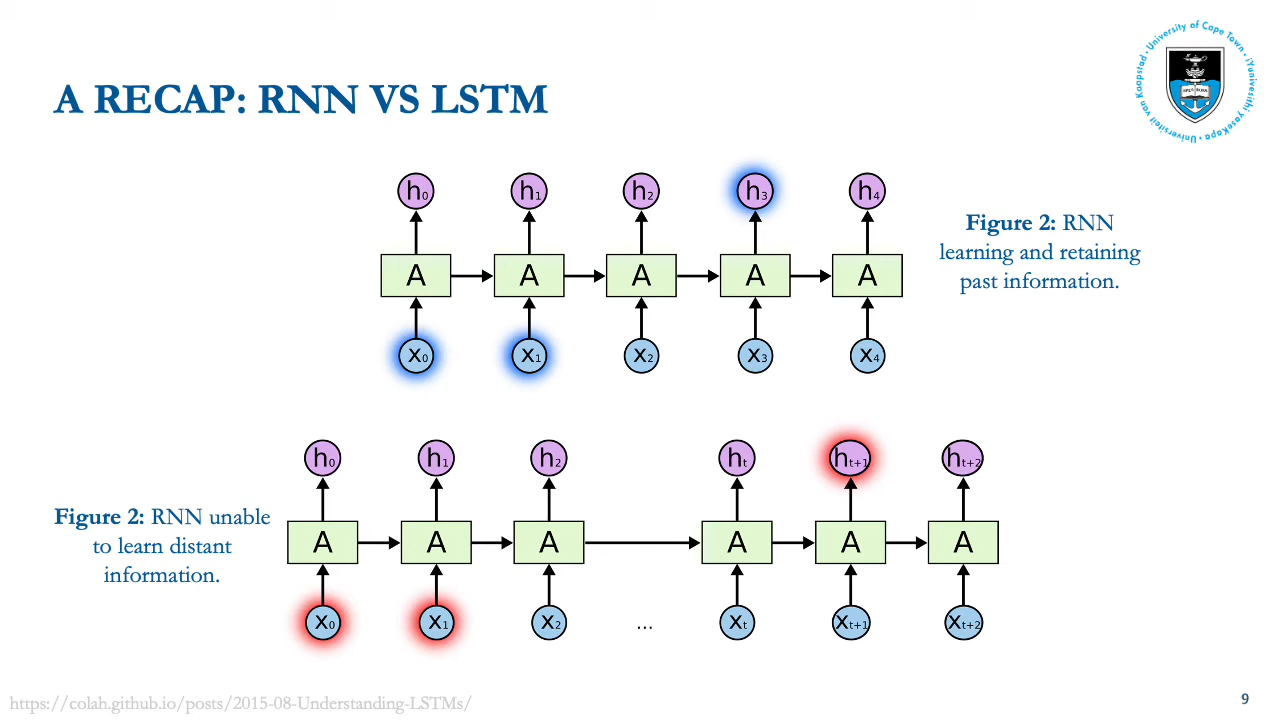 A RECAP: RNN VS LSTM
University of Cape Town · iYunivesithi yaseKapa · Universiteit van Kaapstad ·
h0 h1 h2 h3 h4
A A A A A
x0 x1 x2 x3 x4
Figure 2: RNN
learning and retaining
past information.
h0 h1 h2 ht ht+1 ht+2
A A A A A A
x0 x1 x2 ... xt xt+1 xt+2
Figure 2: RNN unable
to learn distant
information.
https://colah.github.io/posts/2015-08-Understanding-LSTMs/
9